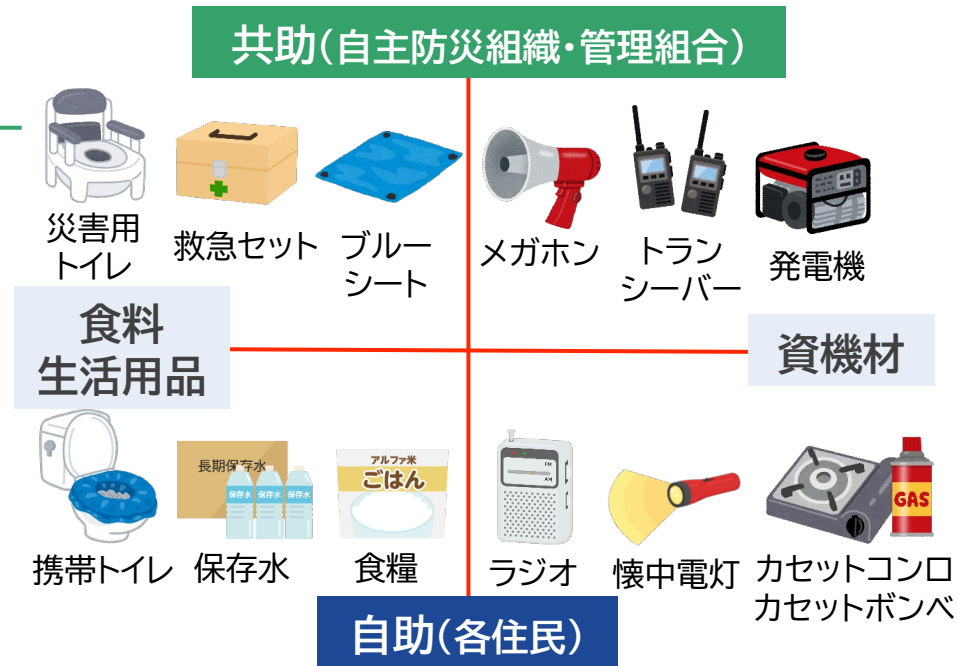 共助(自主防災組織・管理組合)
災害用
トイレ
救急セット
ブルー
シート
メガホン
トラン
シーバー
発電機
食料
生活用品
資機材
長期保存水
保存水
保存水
保存水
アルファ米
ごはん
FM
AM
GAS
携帯トイレ
保存水
食糧
ラジオ
懐中電灯
カセットコンロ
カセットボンベ
自助(各住民)